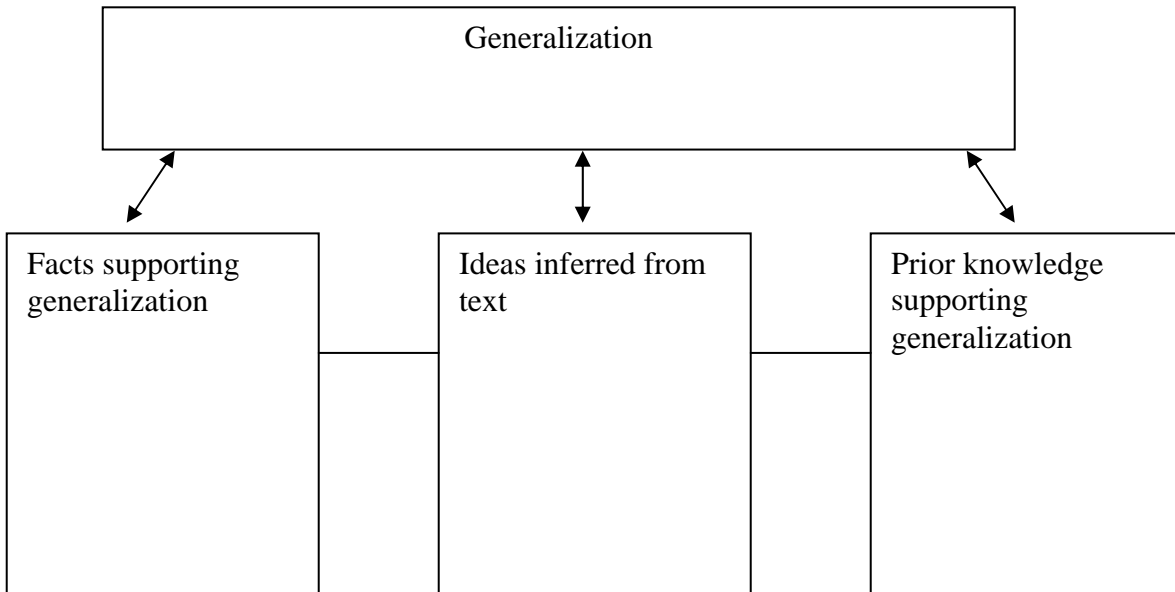 Generalization
Facts supporting
generalization
Ideas inferred from
text
Prior knowledge
supporting
generalization